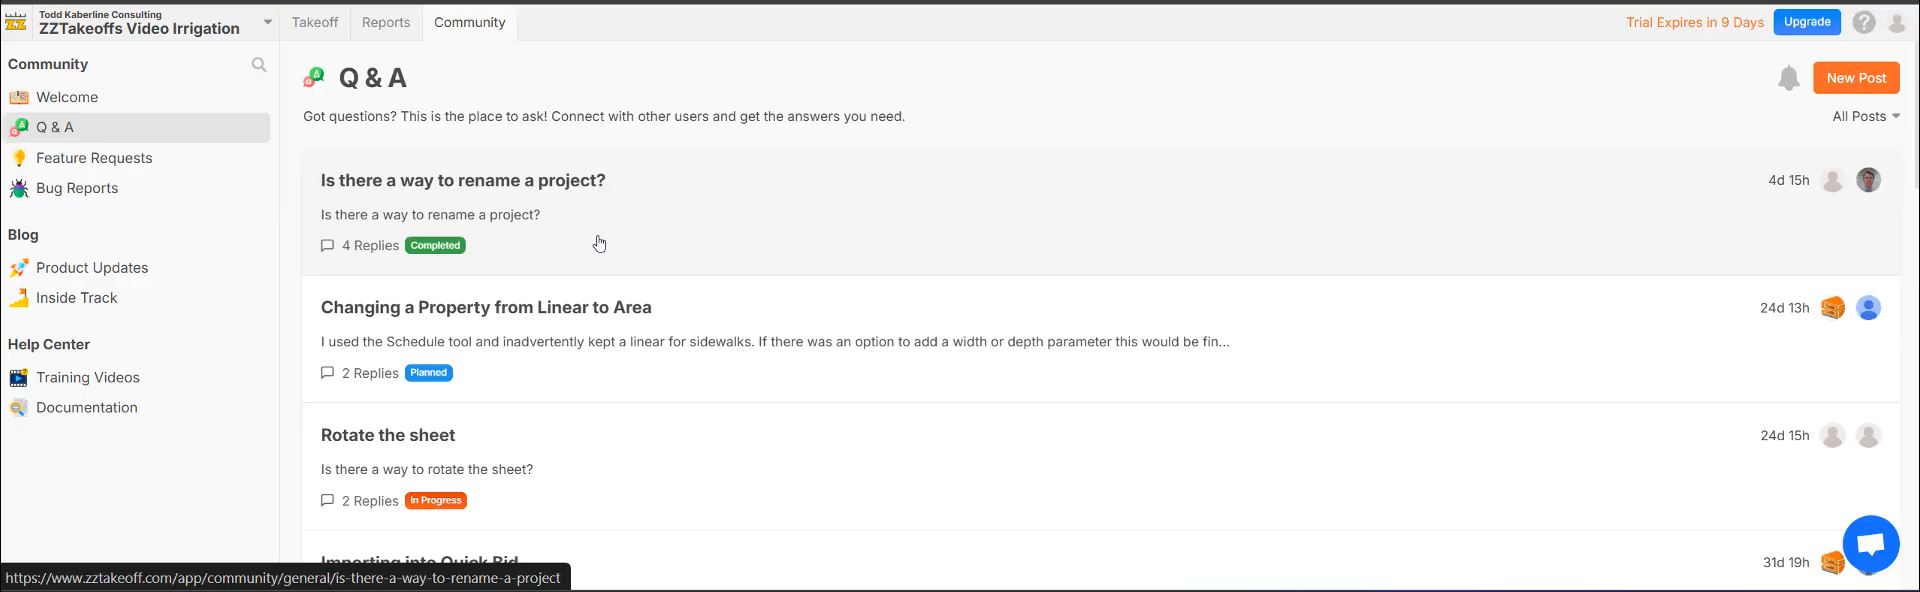 Todd Kaberline Consulting
ZZTakeoffs Video Irrigation
Takeoff
Reports
Community
Trial Expires in 9 Days
Upgrade
?
Community
Welcome
Q & A
Feature Requests
Bug Reports
Blog
Product Updates
Inside Track
Help Center
Training Videos
Documentation
Q & A
New Post
Got questions? This is the place to ask! Connect with other users and get the answers you need.
All Posts
Is there a way to rename a project?
4d 15h
Is there a way to rename a project?
4 Replies Completed
Changing a Property from Linear to Area
24d 13h
I used the Schedule tool and inadvertently kept a linear for sidewalks. If there was an option to add a width or depth parameter this would be fin...
2 Replies Planned
Rotate the sheet
24d 15h
Is there a way to rotate the sheet?
2 Replies In Progress
Importing into Quick Bid
31d 19h
https://www.zztakeoff.com/app/community/general/is-there-a-way-to-rename-a-project